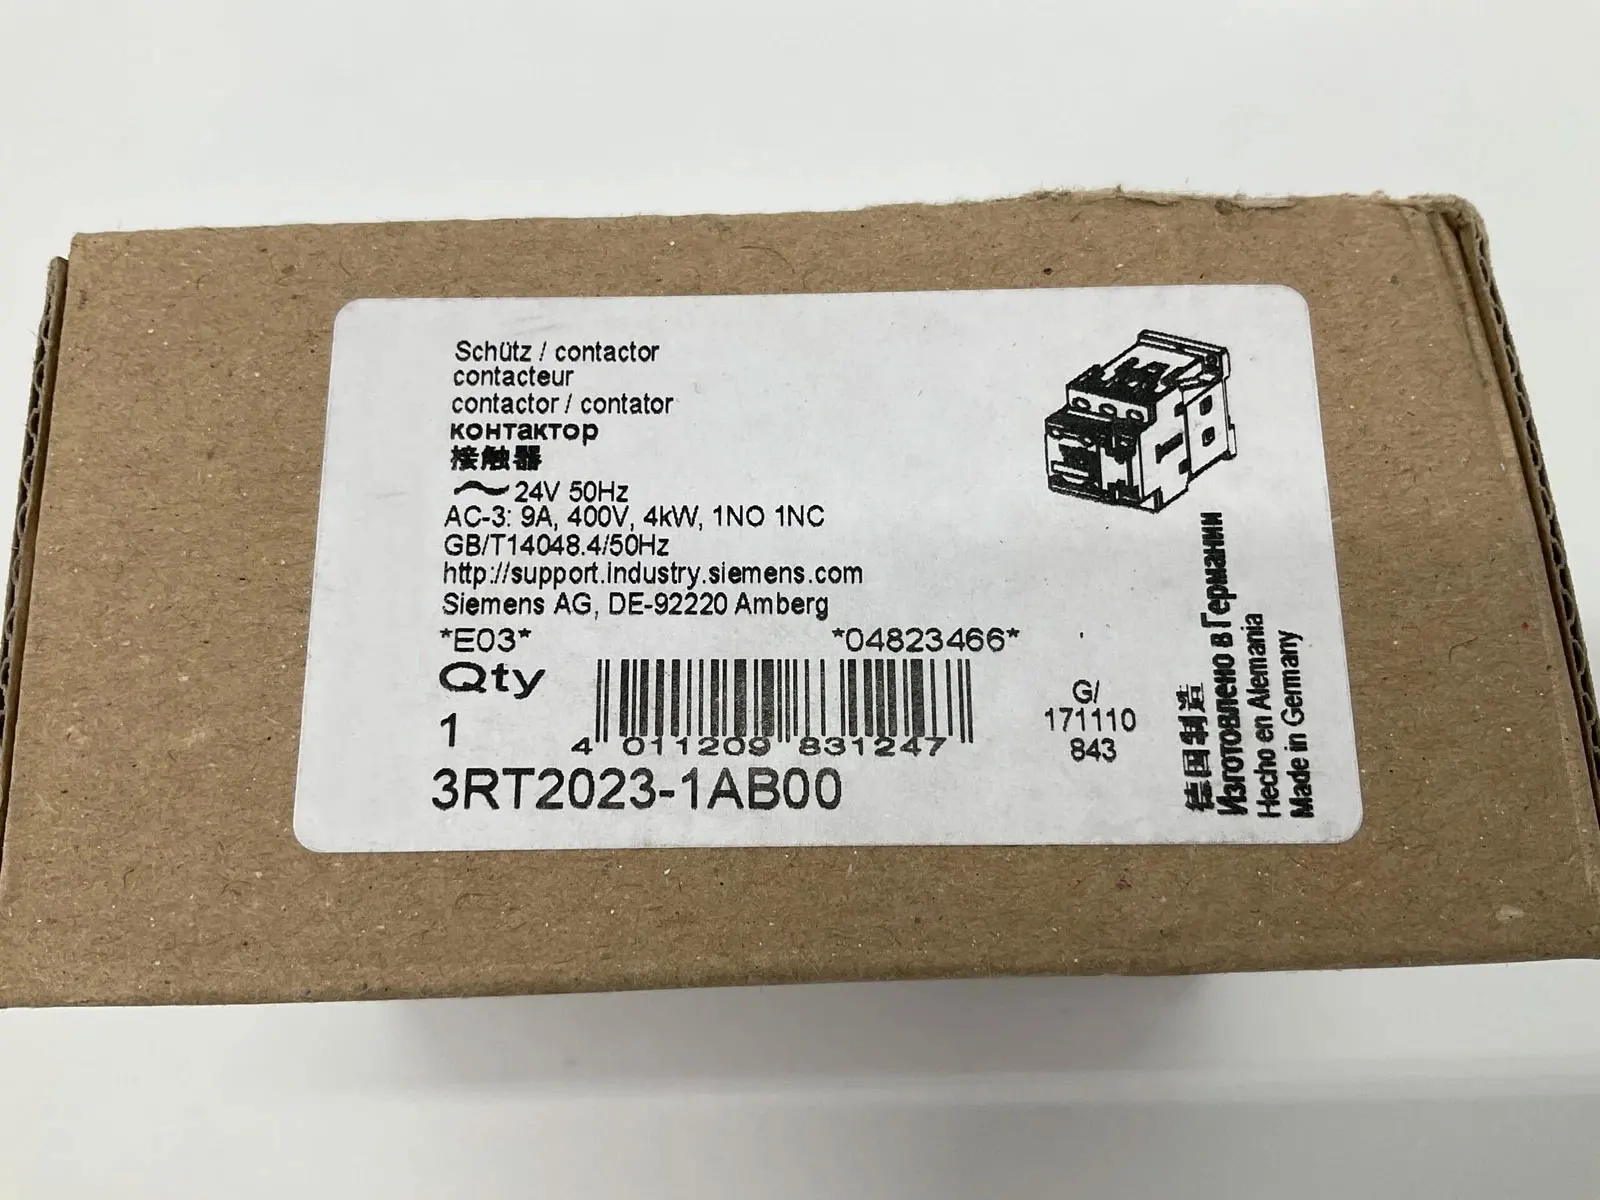 Schütz / contactor
contacteur
contactor / contator
контактор
接触器
~ 24V 50Hz
AC-3: 9A, 400V, 4kW, 1NO 1NC
GB/T14048.4/50Hz
http://support.industry.siemens.com
Siemens AG, DE-92220 Amberg
*E03* *04823466*
Qty
1
4 011209 831247
3RT2023-1AB00
G/
171110
843
德国制造
Изготовлено в Германии
Hecho en Alemania
Made in Germany